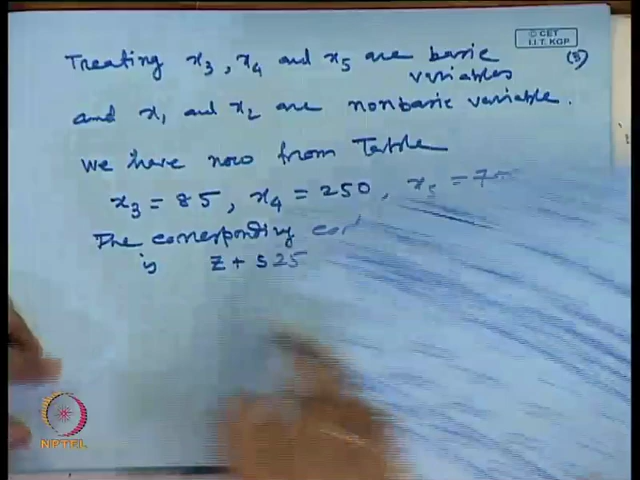 © CET
I.I.T. KGP
Treating x₃, x₄ and x₅ are basic (5)
variables
and x₁ and x₂ are nonbasic variable.
We have now from Table
x₃ = 85, x₄ = 250, x₅ = 75
The corresponding
is Z + 525
NPTEL